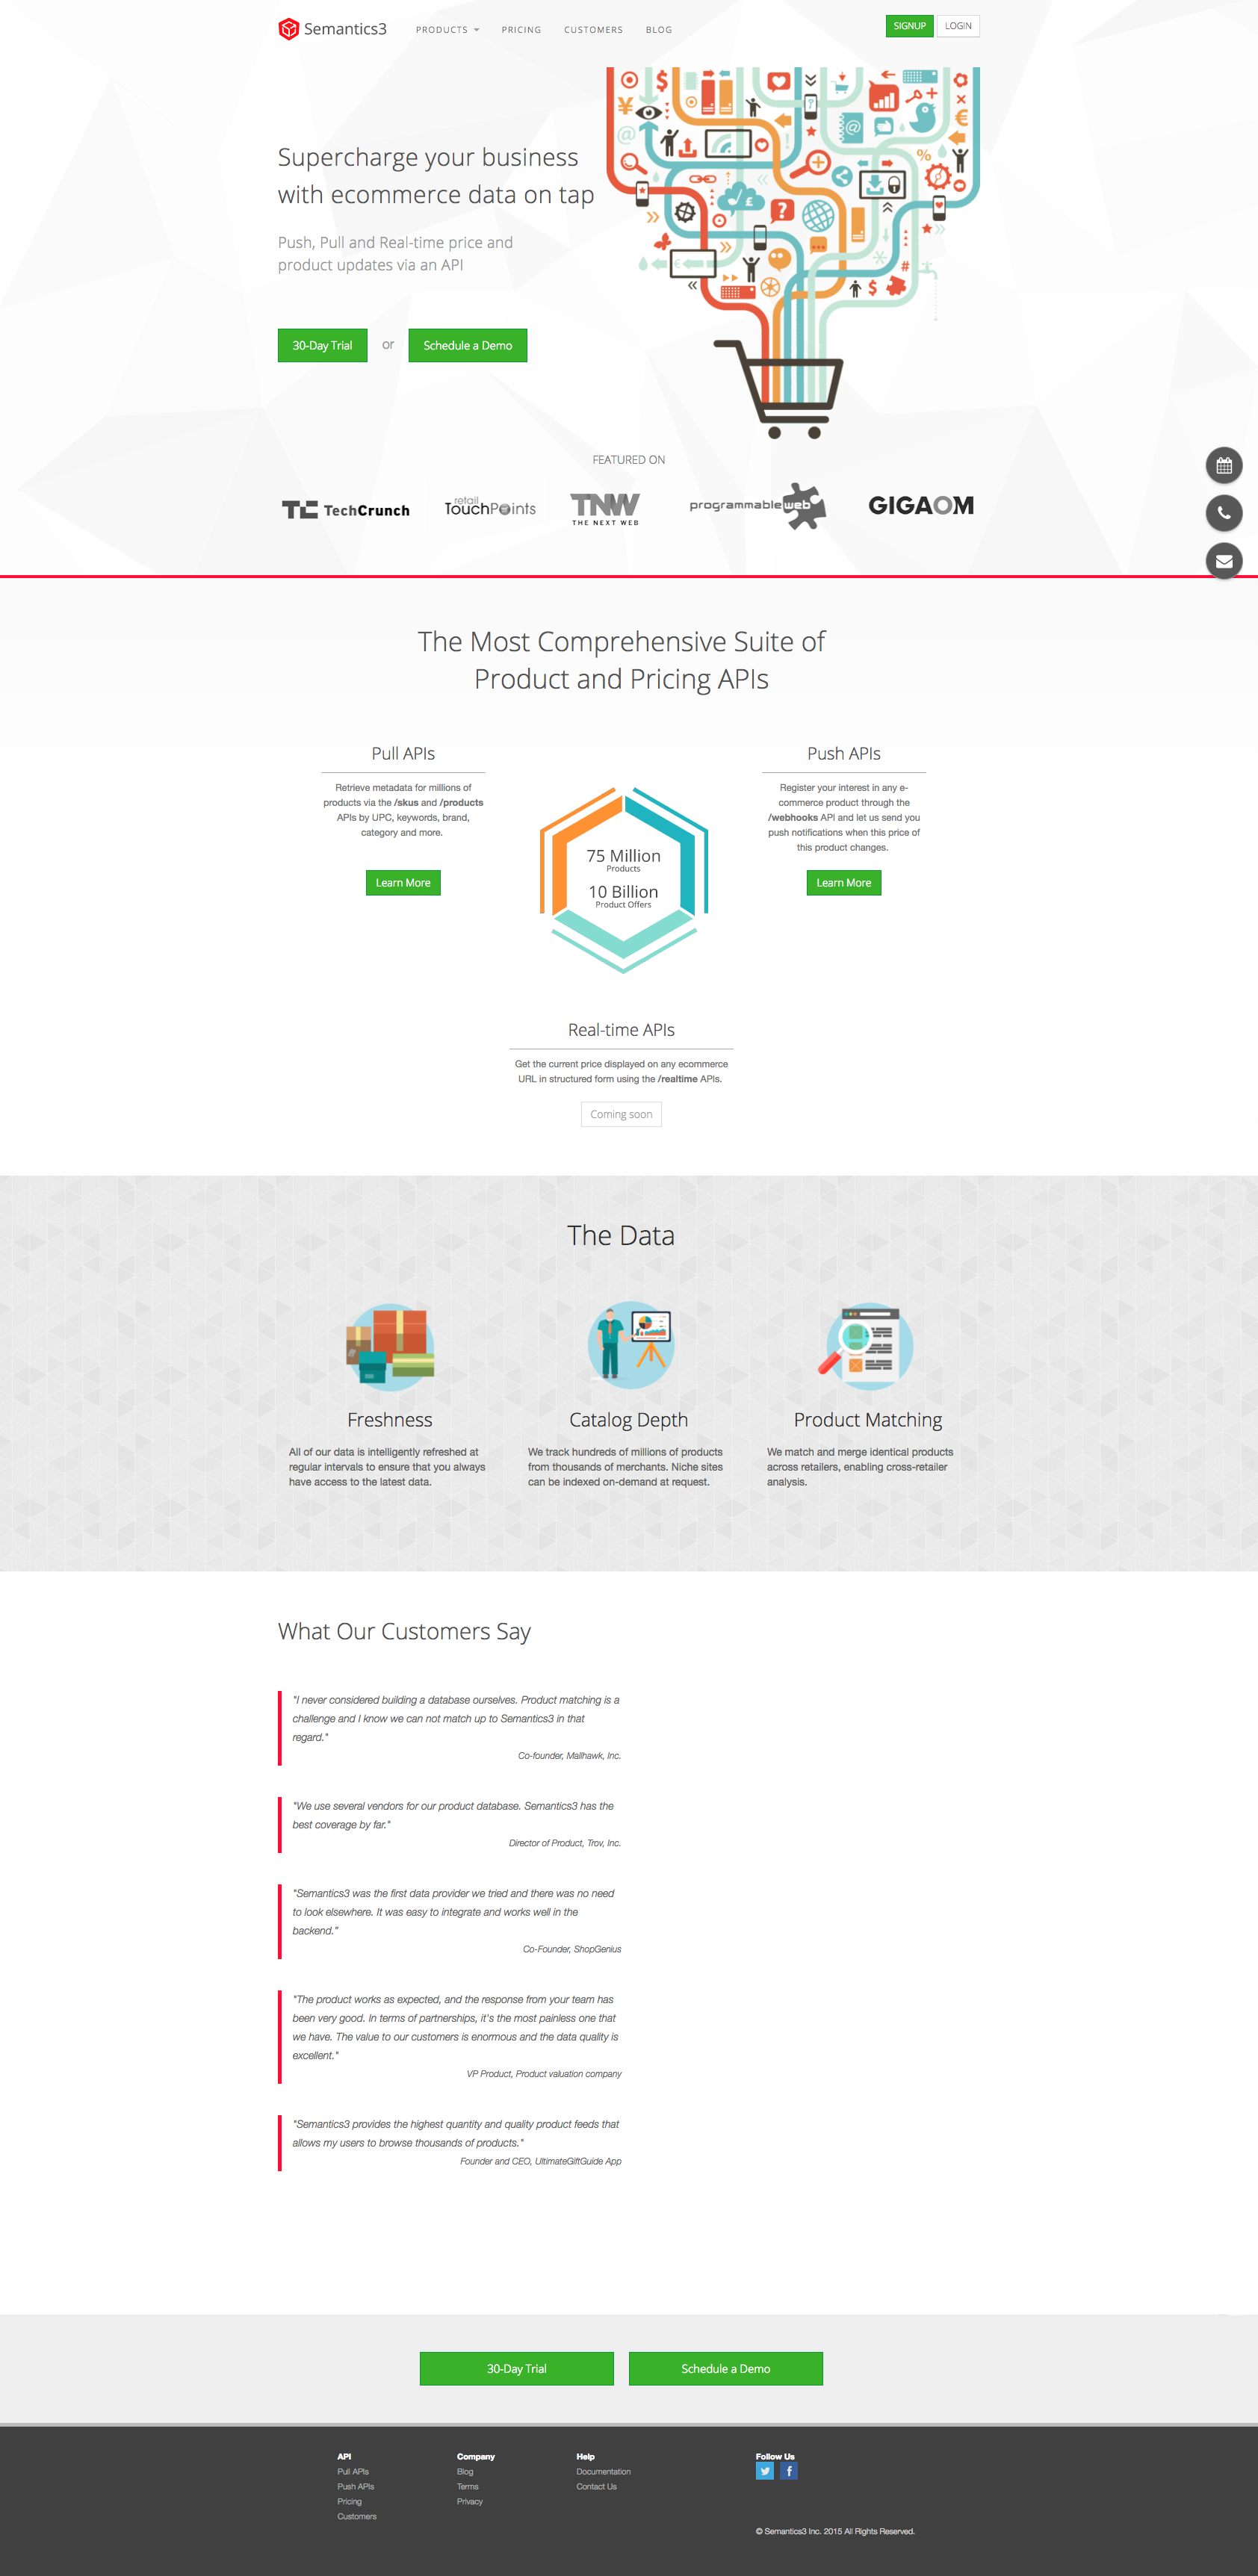 Semantics3
PRODUCTS
PRICING
CUSTOMERS
BLOG
SIGNUP
LOGIN
Supercharge your business
with ecommerce data on tap
Push, Pull and Real-time price and
product updates via an API
30-Day Trial
or
Schedule a Demo
FEATURED ON
TC TechCrunch
retail
TouchPoints
TNW
THE NEXT WEB
programmableweb
GIGAOM
The Most Comprehensive Suite of
Product and Pricing APIs
Pull APIs
Retrieve metadata for millions of
products via the /skus and /products
APIs by UPC, keywords, brand,
category and more.
Learn More
75 Million
Products
10 Billion
Product Offers
Push APIs
Register your interest in any e-
commerce product through the
/webhooks API and let us send you
push notifications when this price of
this product changes.
Learn More
Real-time APIs
Get the current price displayed on any ecommerce
URL in structured form using the /realtime APIs.
Coming soon
The Data
Freshness
All of our data is intelligently refreshed at
regular intervals to ensure that you always
have access to the latest data.
Catalog Depth
We track hundreds of millions of products
from thousands of merchants. Niche sites
can be indexed on-demand at request.
Product Matching
We match and merge identical products
across retailers, enabling cross-retailer
analysis.
What Our Customers Say
"I never considered building a database ourselves. Product matching is a
challenge and I know we can not match up to Semantics3 in that
regard."
Co-founder, Mallhawk, Inc.
"We use several vendors for our product database. Semantics3 has the
best coverage by far."
Director of Product, Trov, Inc.
"Semantics3 was the first data provider we tried and there was no need
to look elsewhere. It was easy to integrate and works well in the
backend."
Co-Founder, ShopGenius
"The product works as expected, and the response from your team has
been very good. In terms of partnerships, it's the most painless one that
we have. The value to our customers is enormous and the data quality is
excellent."
VP Product, Product valuation company
"Semantics3 provides the highest quantity and quality product feeds that
allows my users to browse thousands of products."
Founder and CEO, UltimateGiftGuide App
30-Day Trial
Schedule a Demo
API
Pull APIs
Push APIs
Pricing
Customers
Company
Blog
Terms
Privacy
Help
Documentation
Contact Us
Follow Us
© Semantics3 Inc. 2015 All Rights Reserved.